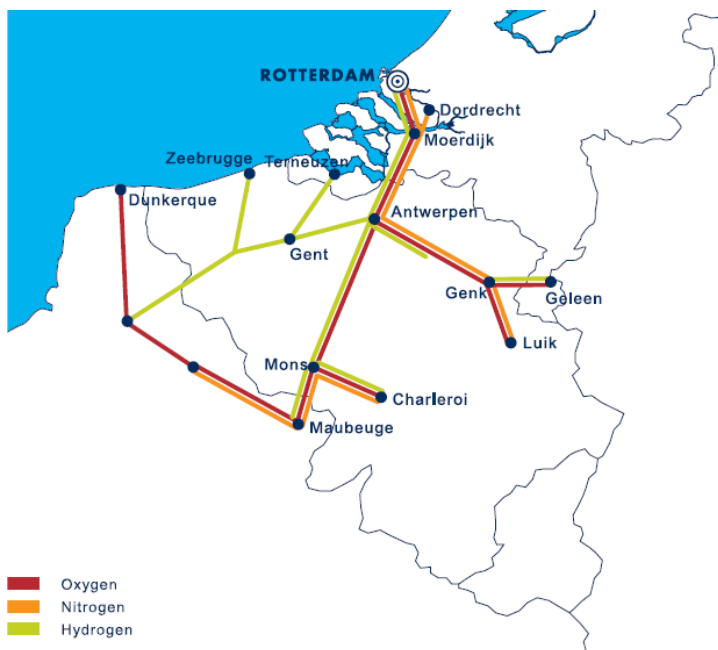 ROTTERDAM
Dordrecht
Moerdijk
Zeebrugge
Terneuzen
Dunkerque
Antwerpen
Gent
Genk
Geleen
Luik
Mons
Charleroi
Maubeuge
Oxygen
Nitrogen
Hydrogen